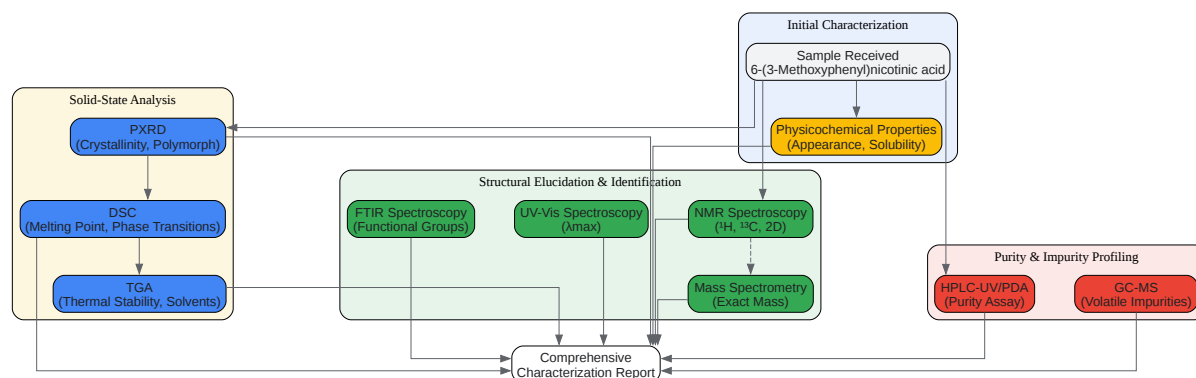 Initial Characterization
Sample Received
6-(3-Methoxyphenyl)nicotinic acid
Physicochemical Properties
(Appearance, Solubility)
Solid-State Analysis
PXRD
(Crystallinity, Polymorph)
DSC
(Melting Point, Phase Transitions)
TGA
(Thermal Stability, Solvents)
Structural Elucidation & Identification
FTIR Spectroscopy
(Functional Groups)
UV-Vis Spectroscopy
(λmax)
NMR Spectroscopy
(¹H, ¹³C, 2D)
Mass Spectrometry
(Exact Mass)
Purity & Impurity Profiling
HPLC-UV/PDA
(Purity Assay)
GC-MS
(Volatile Impurities)
Comprehensive
Characterization Report